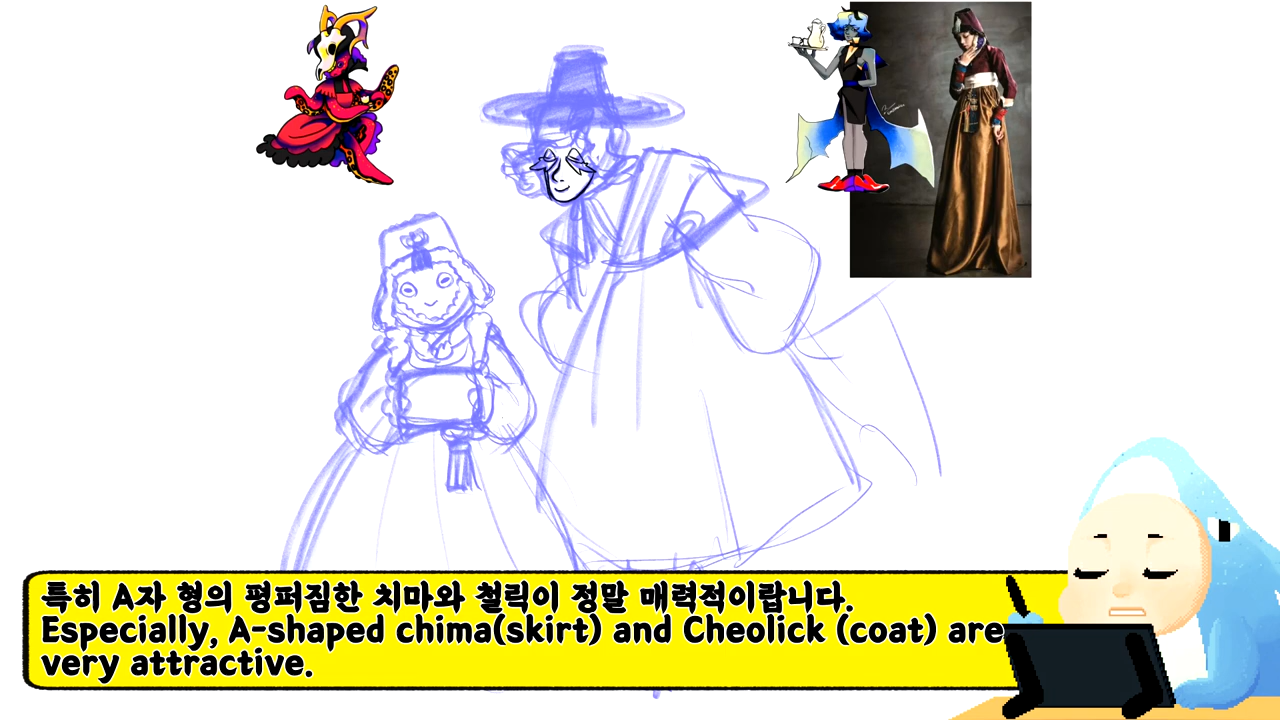 특히 A자 형의 평퍼짐한 치마와 철릭이 정말 매력적이랍니다.
Especially, A-shaped chima(skirt) and Cheolick (coat) are
very attractive.